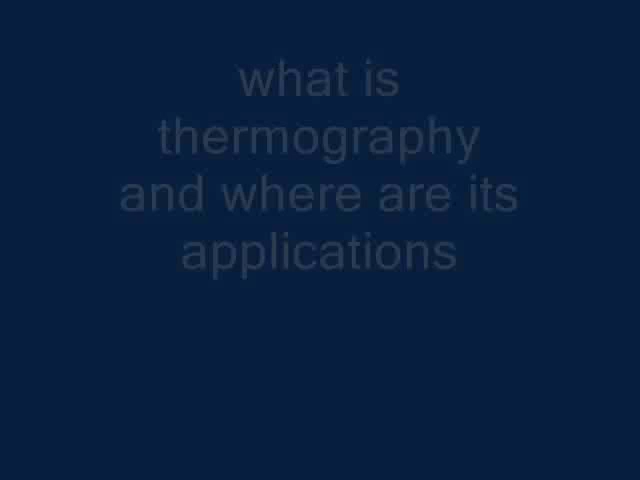 what is
thermography
and where are its
applications